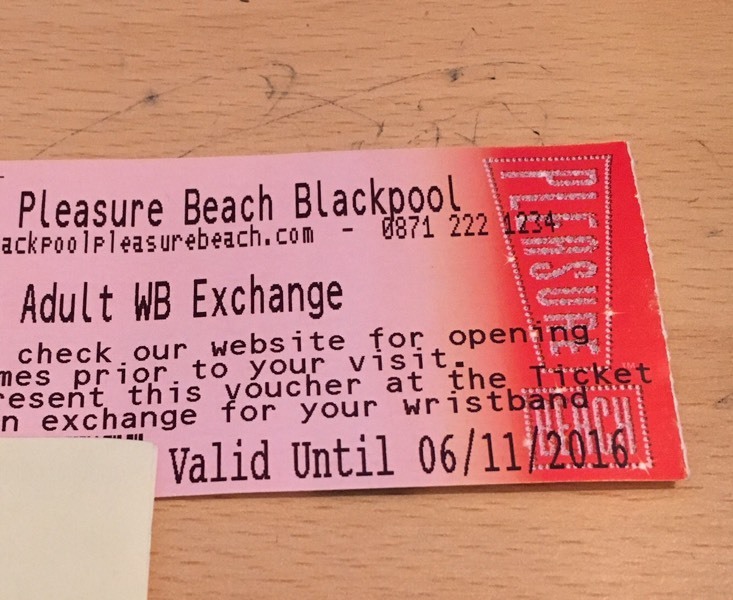 Pleasure Beach Blackpool
ackpoolpleasurebeach.com - 0871 222 1234
Adult WB Exchange
check our website for opening
mes prior to your visit.
resent this voucher at the Ticket
n exchange for your wristband
Valid Until 06/11/2016
PLEASURE
BEACH